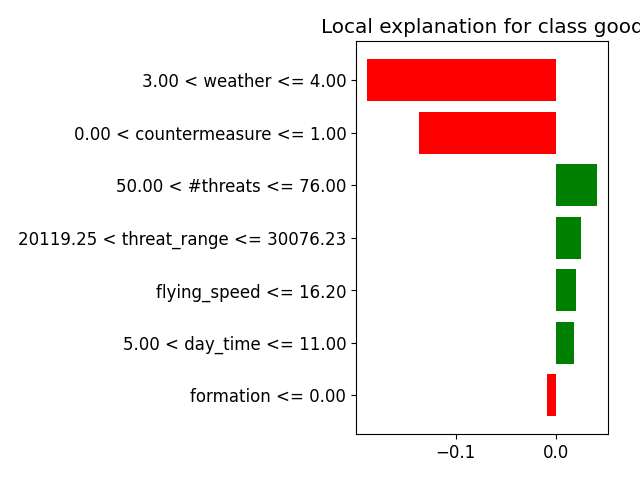 Local explanation for class good
3.00 < weather <= 4.00
0.00 < countermeasure <= 1.00
50.00 < #threats <= 76.00
20119.25 < threat_range <= 30076.23
flying_speed <= 16.20
5.00 < day_time <= 11.00
formation <= 0.00
−0.1
0.0